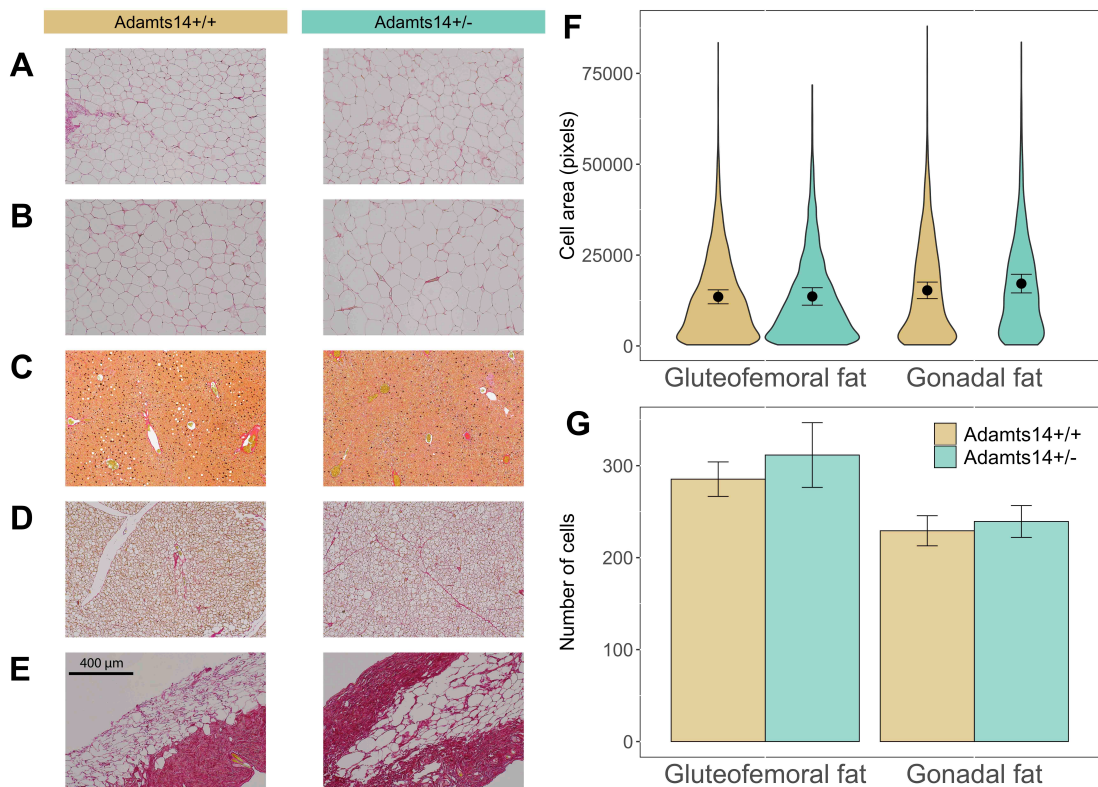 Adamts14+/+
Adamts14+/-
A
B
C
D
E
400 µm
F
Cell area (pixels)
75000
50000
25000
0
Gluteofemoral fat
Gonadal fat
G
Adamts14+/+
Adamts14+/-
Number of cells
300
200
100
0
Gluteofemoral fat
Gonadal fat